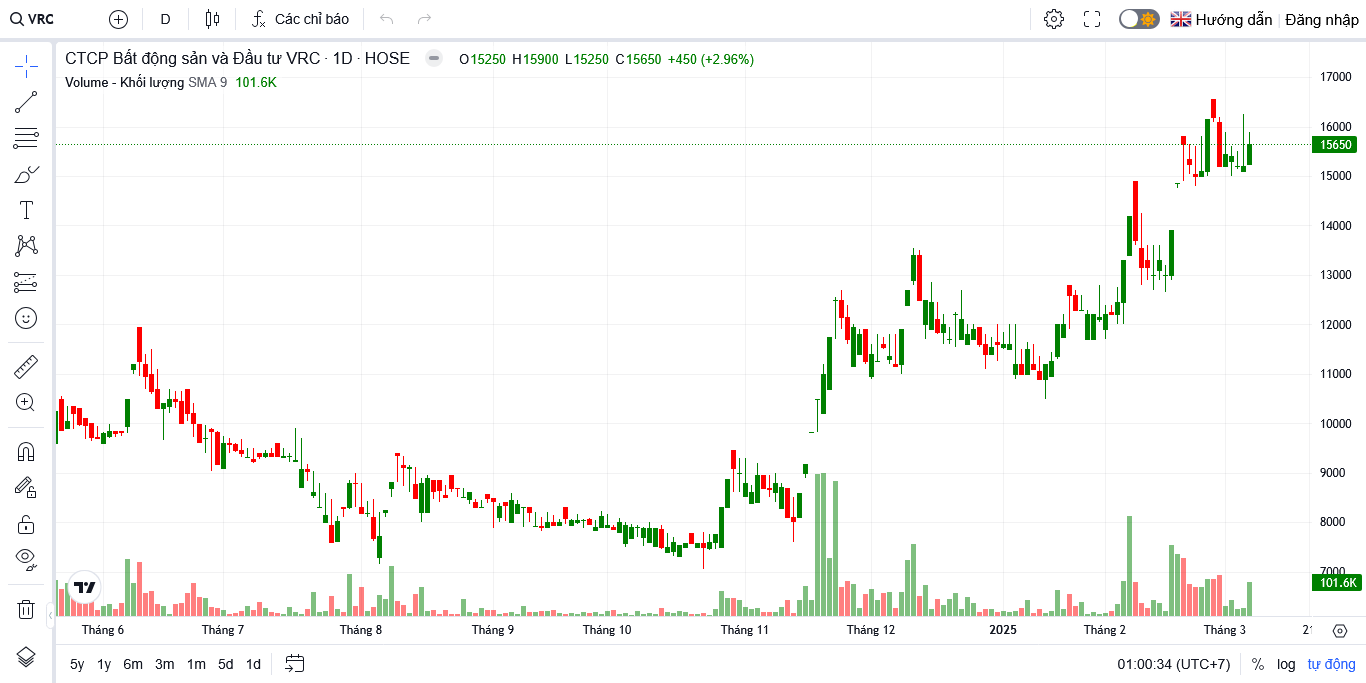 VRC
D
Các chỉ báo
Hướng dẫn
Đăng nhập
CTCP Bất động sản và Đầu tư VRC · 1D · HOSE
O15250 H15900 L15250 C15650 +450 (+2.96%)
Volume - Khối lượng SMA 9 101.6K
17000
16000
15650
15000
14000
13000
12000
11000
10000
9000
8000
7000
101.6K
Tháng 6
Tháng 7
Tháng 8
Tháng 9
Tháng 10
Tháng 11
Tháng 12
2025
Tháng 2
Tháng 3
5y 1y 6m 3m 1m 5d 1d
01:00:34 (UTC+7)
% log tự động